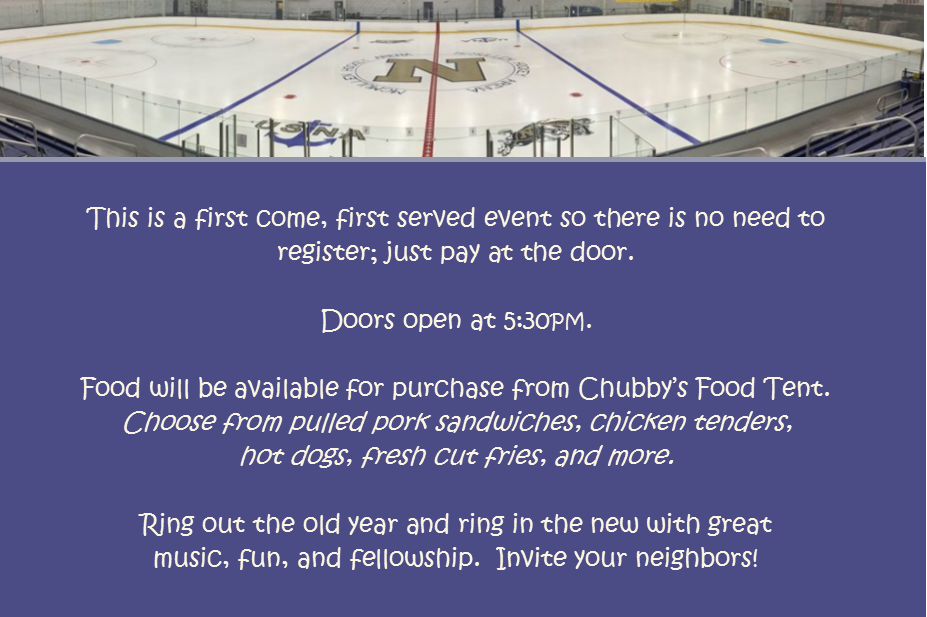 N
USNA
This is a first come, first served event so there is no need to
register; just pay at the door.
Doors open at 5:30PM.
Food will be available for purchase from Chubby's Food Tent.
Choose from pulled pork sandwiches, chicken tenders,
hot dogs, fresh cut fries, and more.
Ring out the old year and ring in the new with great
music, fun, and fellowship.  Invite your neighbors!